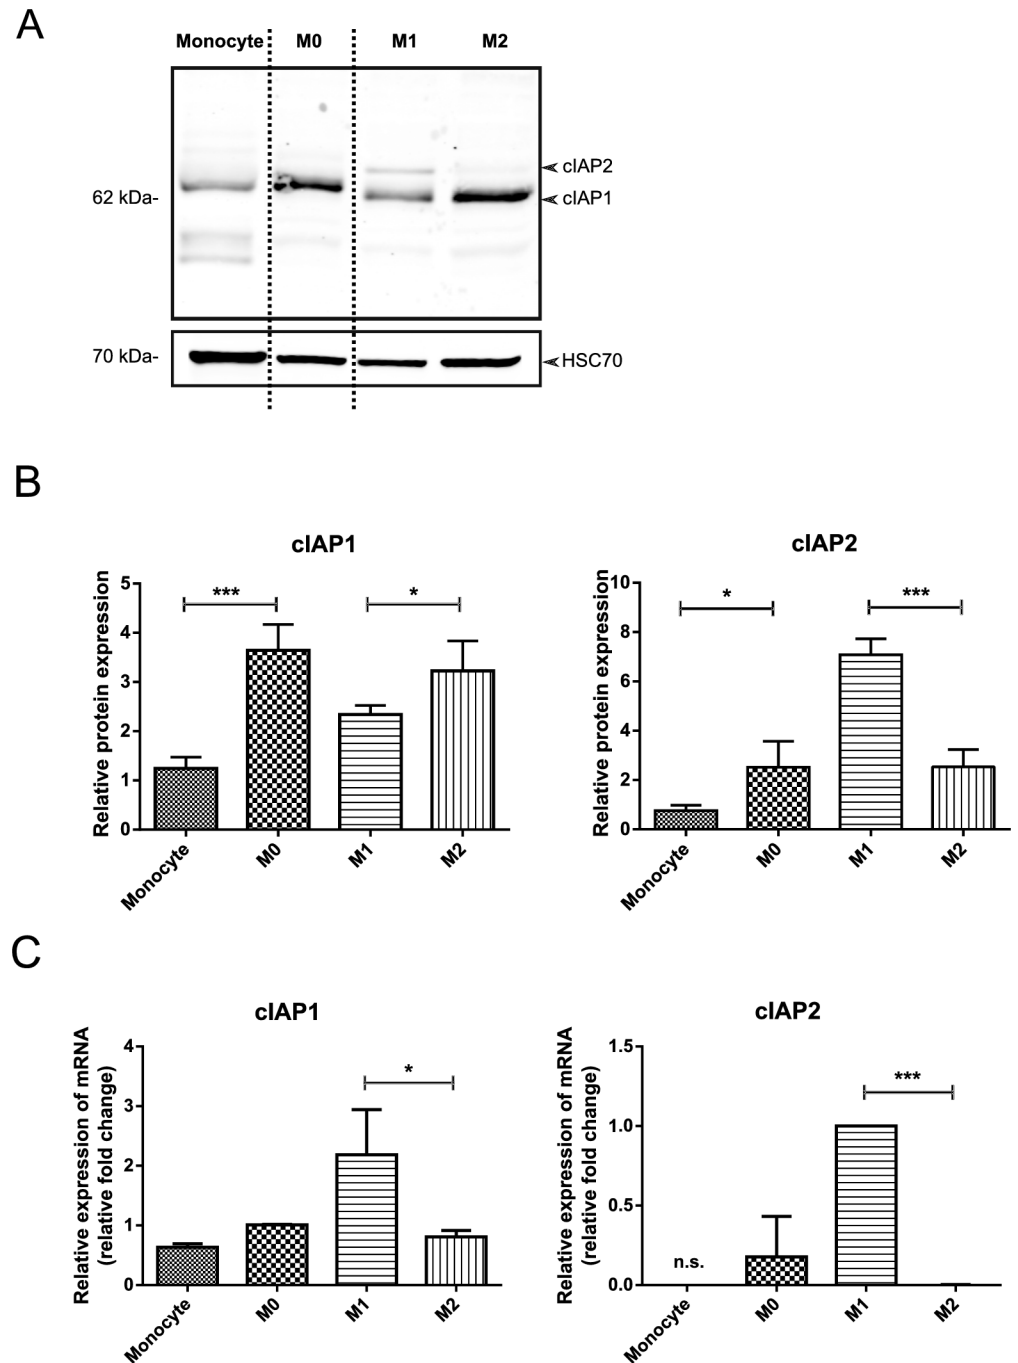 A
Monocyte M0 M1 M2
cIAP2
62 kDa-
cIAP1
70 kDa-
HSC70
B
cIAP1
Relative protein expression
5
4
3
2
1
0
***
*
Monocyte M0 M1 M2
cIAP2
Relative protein expression
10
8
6
4
2
0
*
***
Monocyte M0 M1 M2
C
cIAP1
Relative expression of mRNA
(relative fold change)
4
3
2
1
0
*
Monocyte M0 M1 M2
cIAP2
Relative expression of mRNA
(relative fold change)
1.5
1.0
0.5
0.0
***
n.s.
Monocyte M0 M1 M2